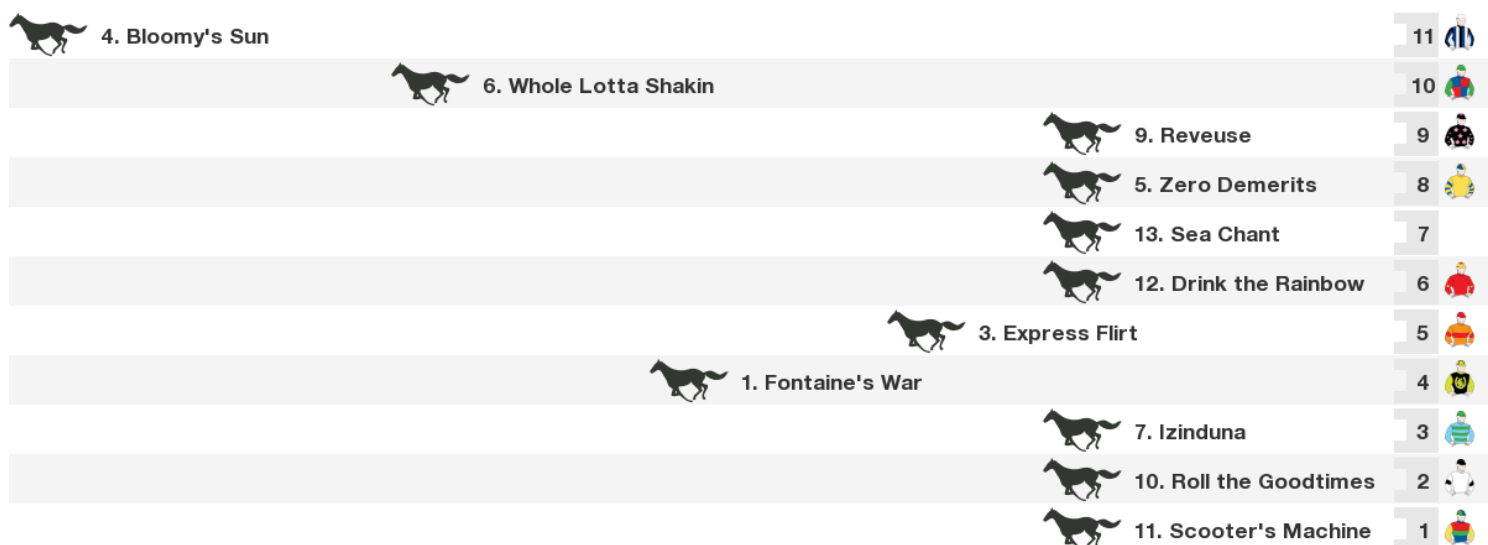 4. Bloomy's Sun 11
6. Whole Lotta Shakin 10
9. Reveuse 9
5. Zero Demerits 8
13. Sea Chant 7
12. Drink the Rainbow 6
3. Express Flirt 5
1. Fontaine's War 4
7. Izinduna 3
10. Roll the Goodtimes 2
11. Scooter's Machine 1